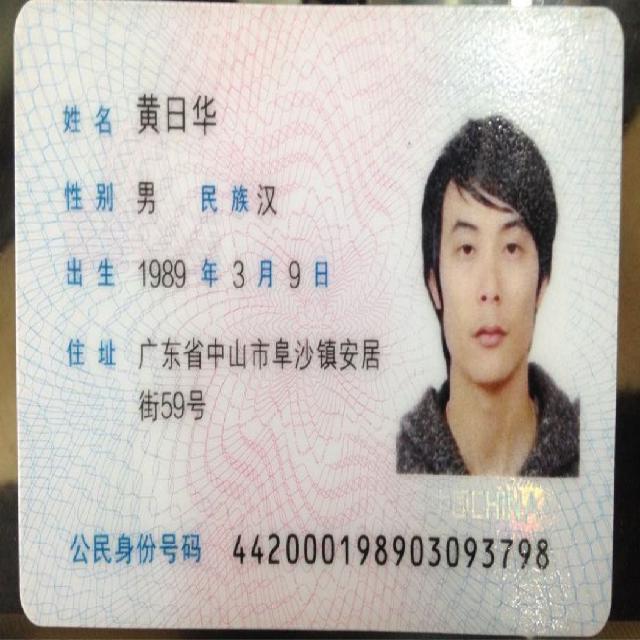 姓名 黄日华
性别 男 民族 汉
出生 1989 年 3 月 9 日
住址 广东省中山市阜沙镇安居
街59号
公民身份号码 442000198903093798